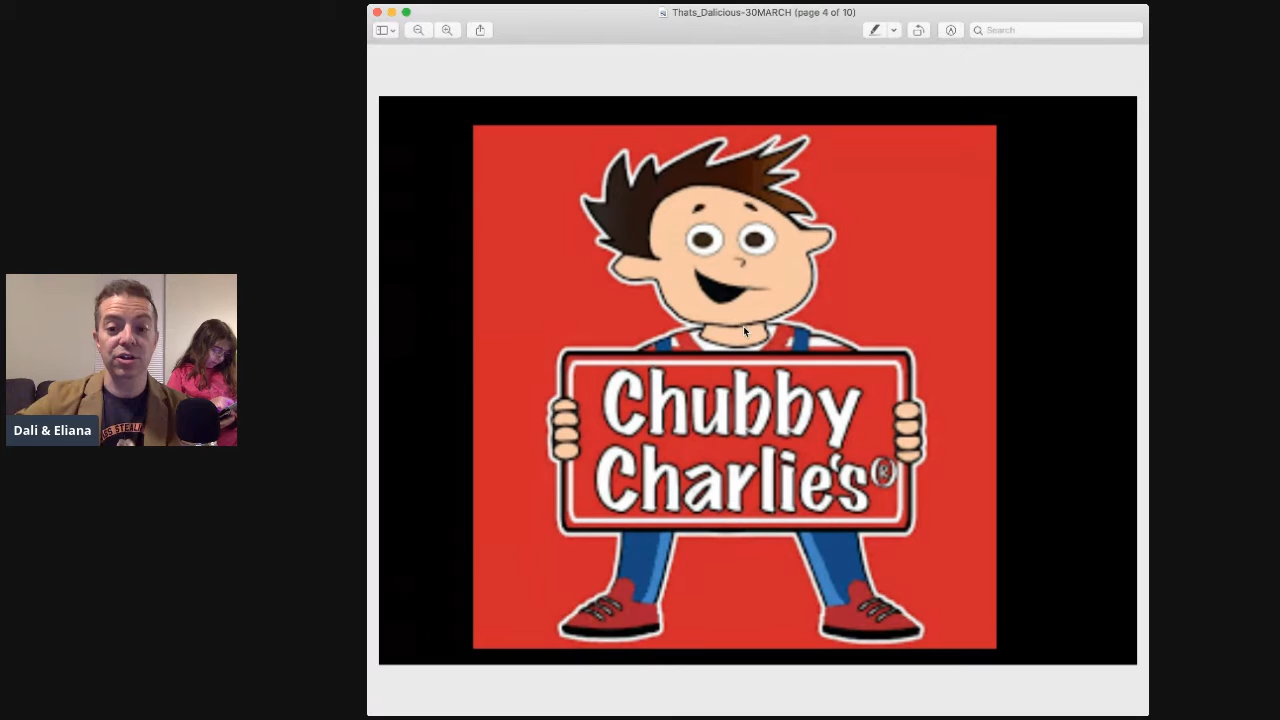 Thats_Dalicious-30MARCH (page 4 of 10)
Search
Chubby
Charlie's®
Dali & Eliana